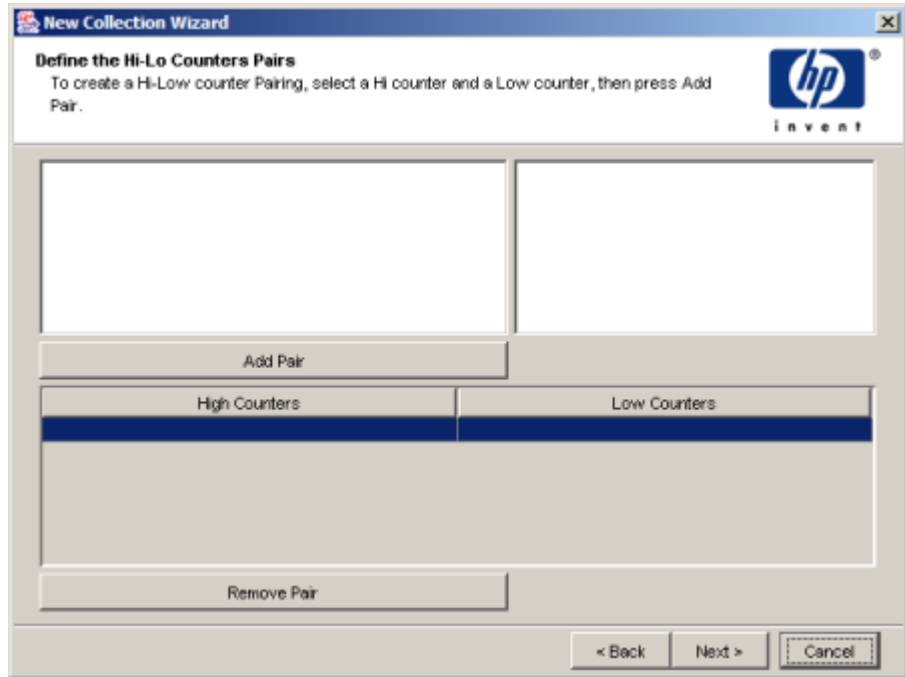 New Collection Wizard
Define the Hi-Lo Counters Pairs
To create a Hi-Low counter Pairing, select a Hi counter and a Low counter, then press Add
Pair.
hp
®
invent
Add Pair
High Counters Low Counters
Remove Pair
< Back Next > Cancel